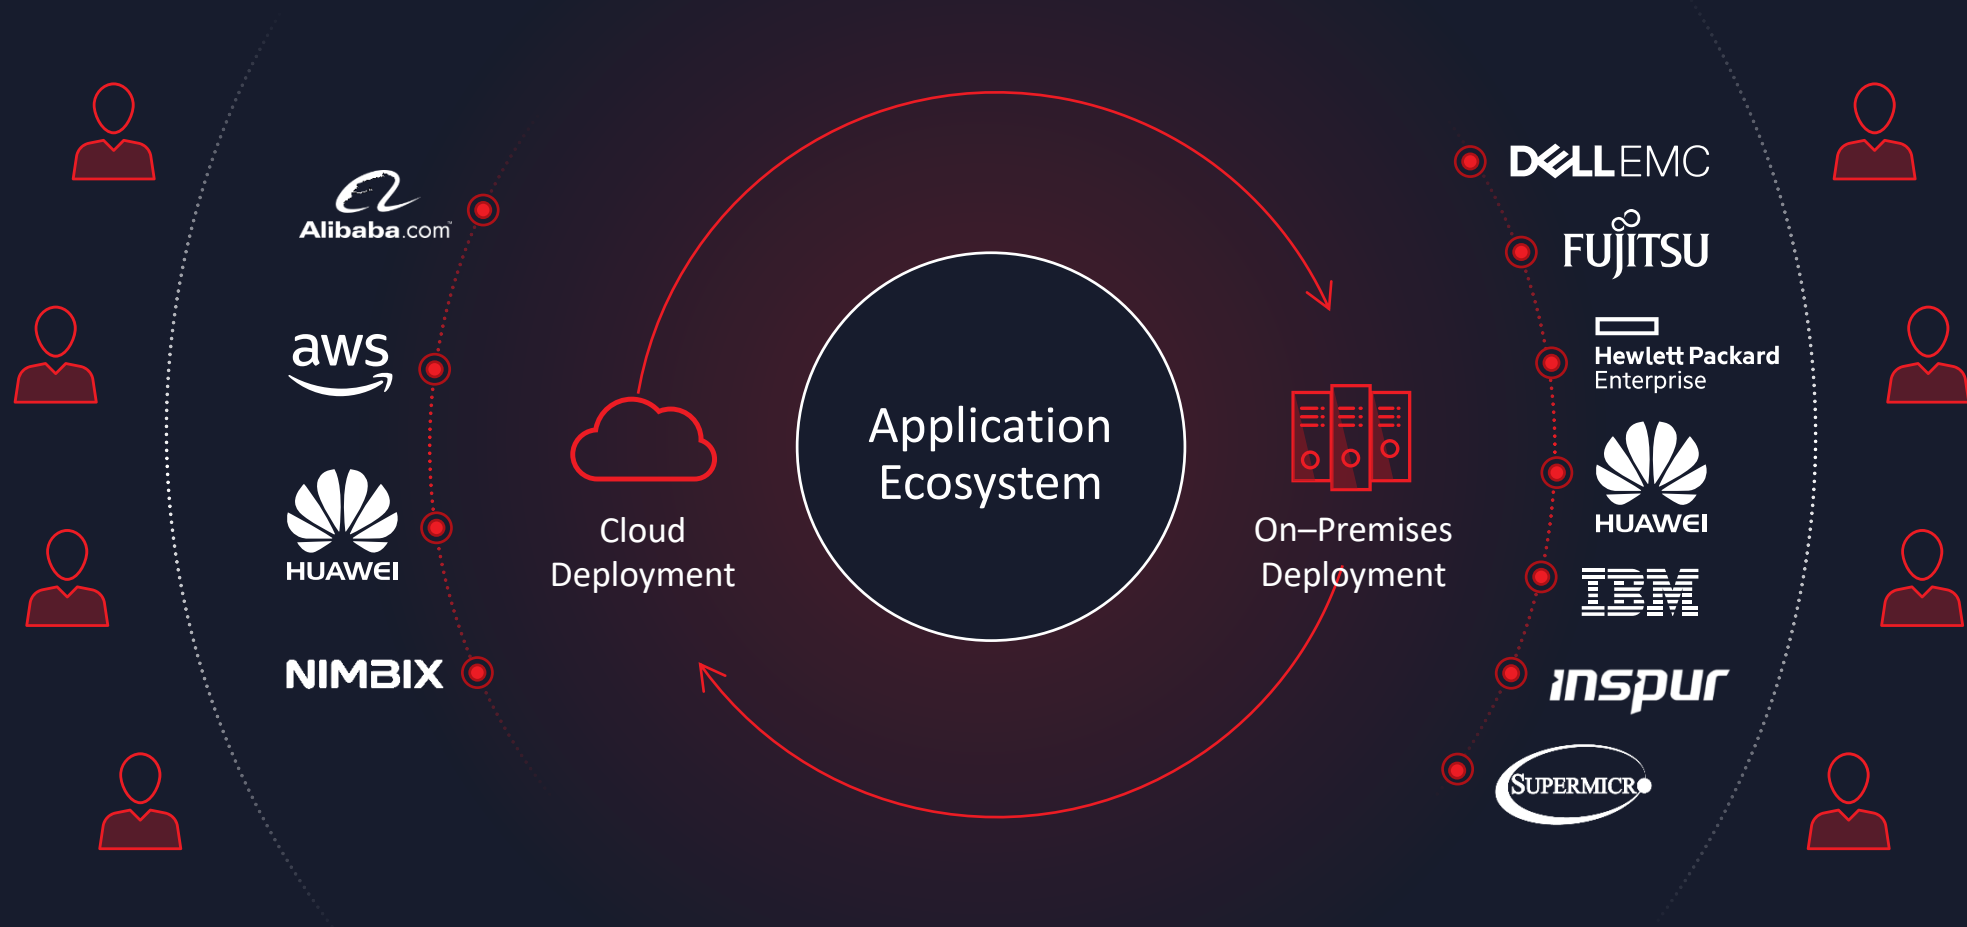 Alibaba.com™
aws
HUAWEI
NIMBIX
Cloud
Deployment
Application
Ecosystem
On–Premises
Deployment
DELLEMC
FUJITSU
Hewlett Packard
Enterprise
HUAWEI
IBM
inspur
SUPERMICRO